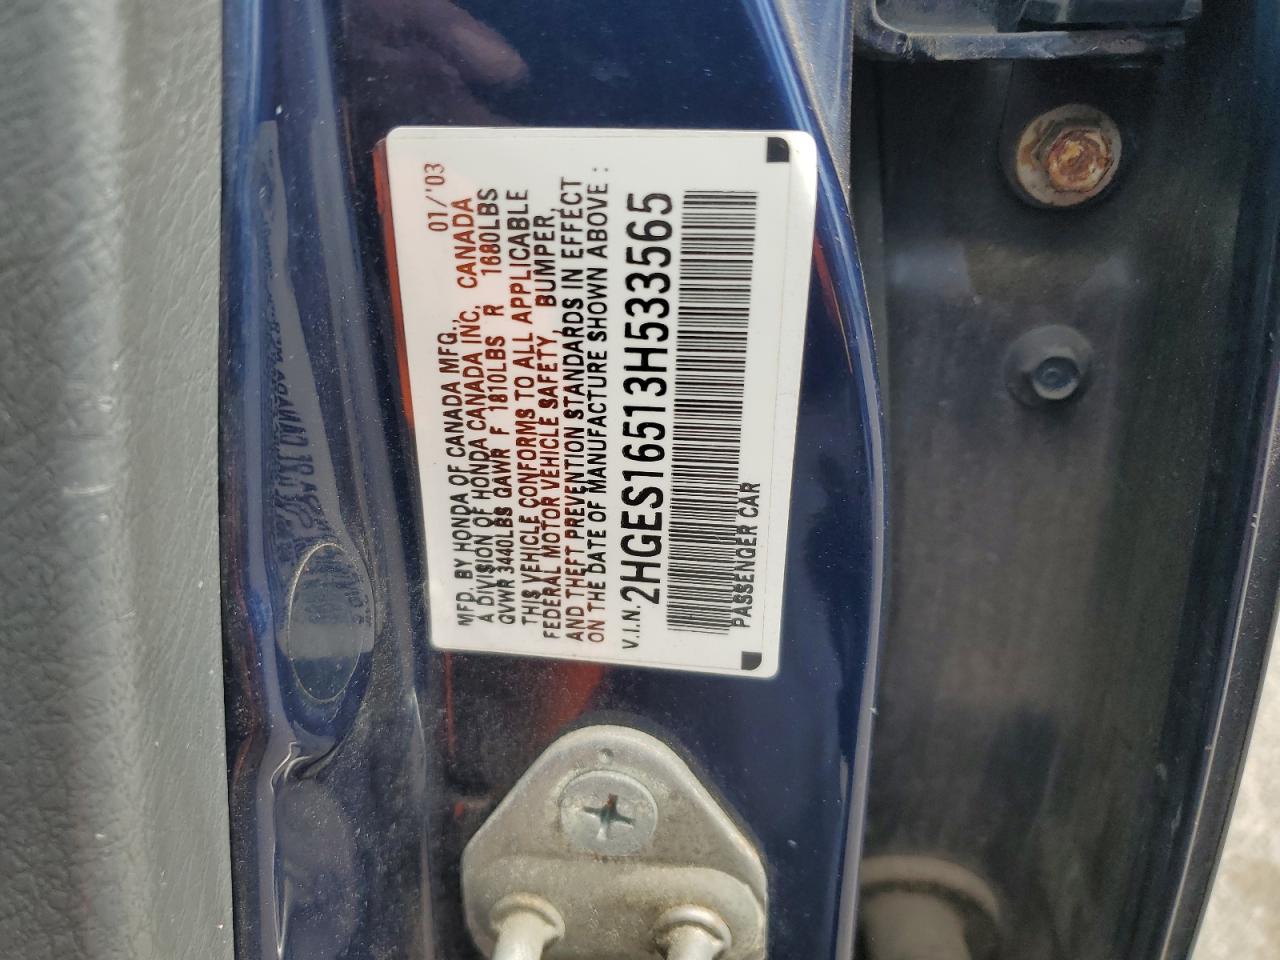 01/'03
MFD. BY HONDA OF CANADA MFG.,
A DIVISION OF HONDA CANADA INC, CANADA
GVWR 3440LBS GAWR F 1810LBS R 1680LBS
THIS VEHICLE CONFORMS TO ALL APPLICABLE
FEDERAL MOTOR VEHICLE SAFETY, BUMPER,
AND THEFT PREVENTION STANDARDS IN EFFECT
ON THE DATE OF MANUFACTURE SHOWN ABOVE :
V.I.N. 2HGES16513H533565
PASSENGER CAR